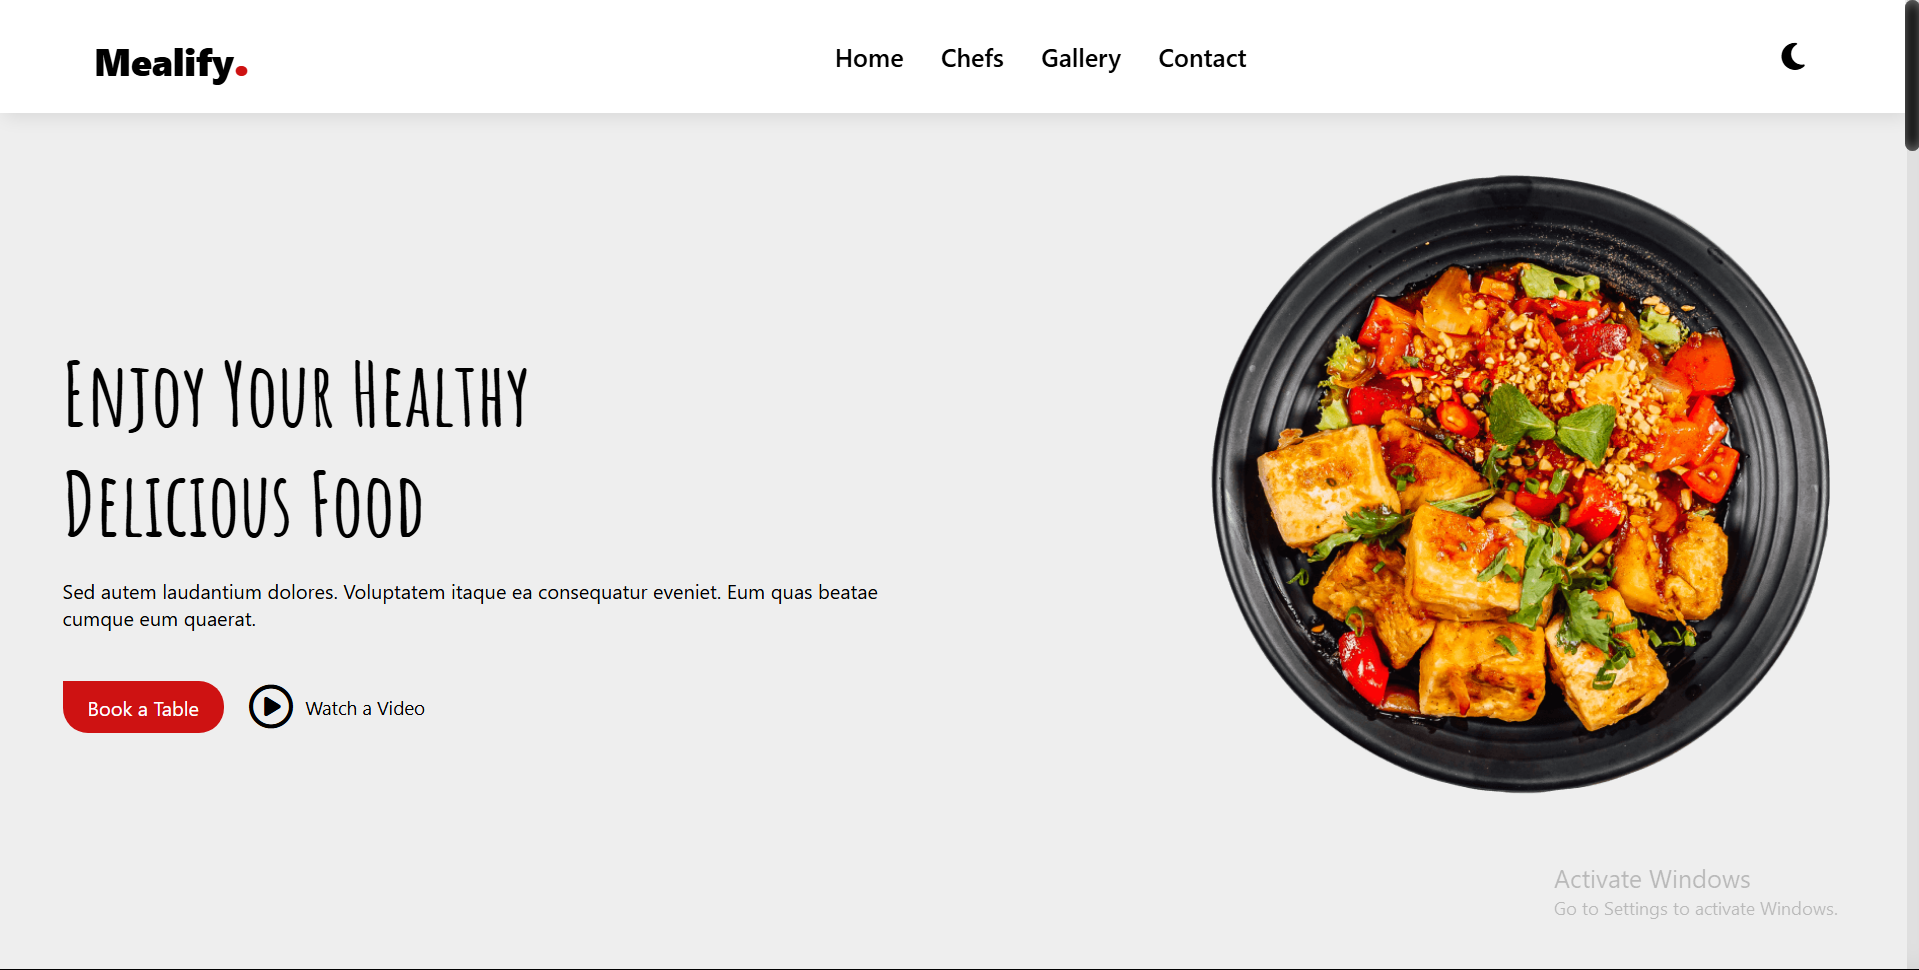 Mealify.
Home Chefs Gallery Contact
Enjoy Your Healthy
Delicious Food
Sed autem laudantium dolores. Voluptatem itaque ea consequatur eveniet. Eum quas beatae
cumque eum quaerat.
Book a Table Watch a Video
Activate Windows
Go to Settings to activate Windows.